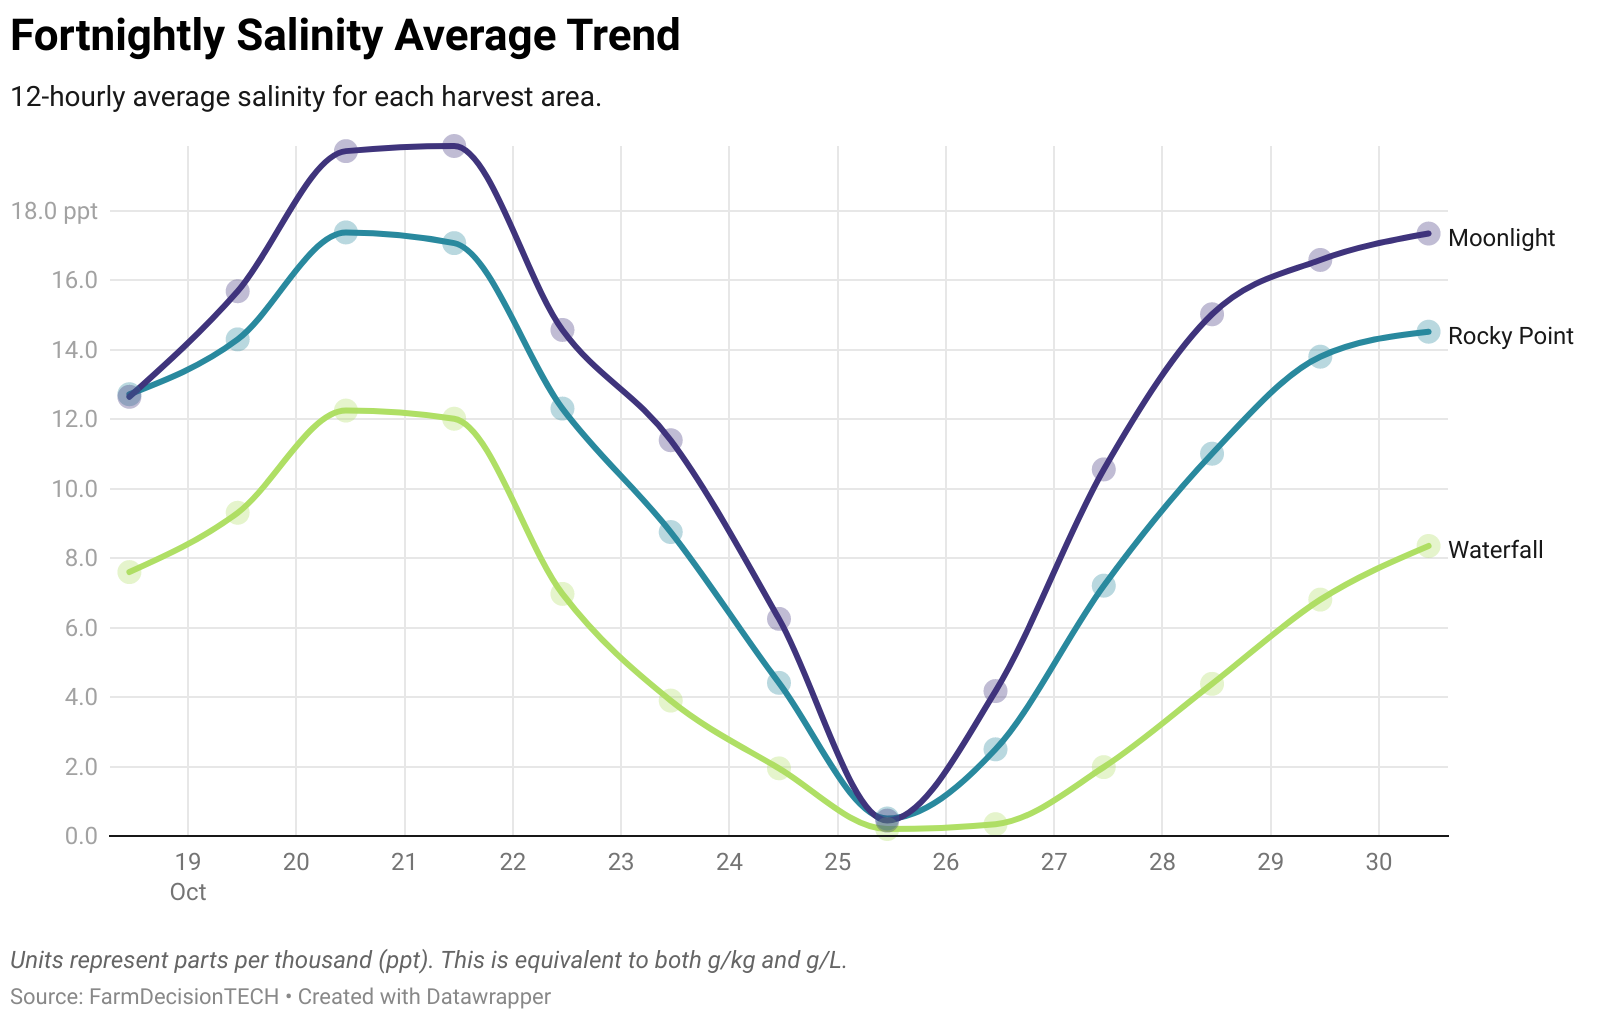 Fortnightly Salinity Average Trend
12-hourly average salinity for each harvest area.
18.0 ppt
16.0
14.0
12.0
10.0
8.0
6.0
4.0
2.0
0.0
Moonlight
Rocky Point
Waterfall
19 20 21 22 23 24 25 26 27 28 29 30
Oct
Units represent parts per thousand (ppt). This is equivalent to both g/kg and g/L.
Source: FarmDecisionTECH • Created with Datawrapper